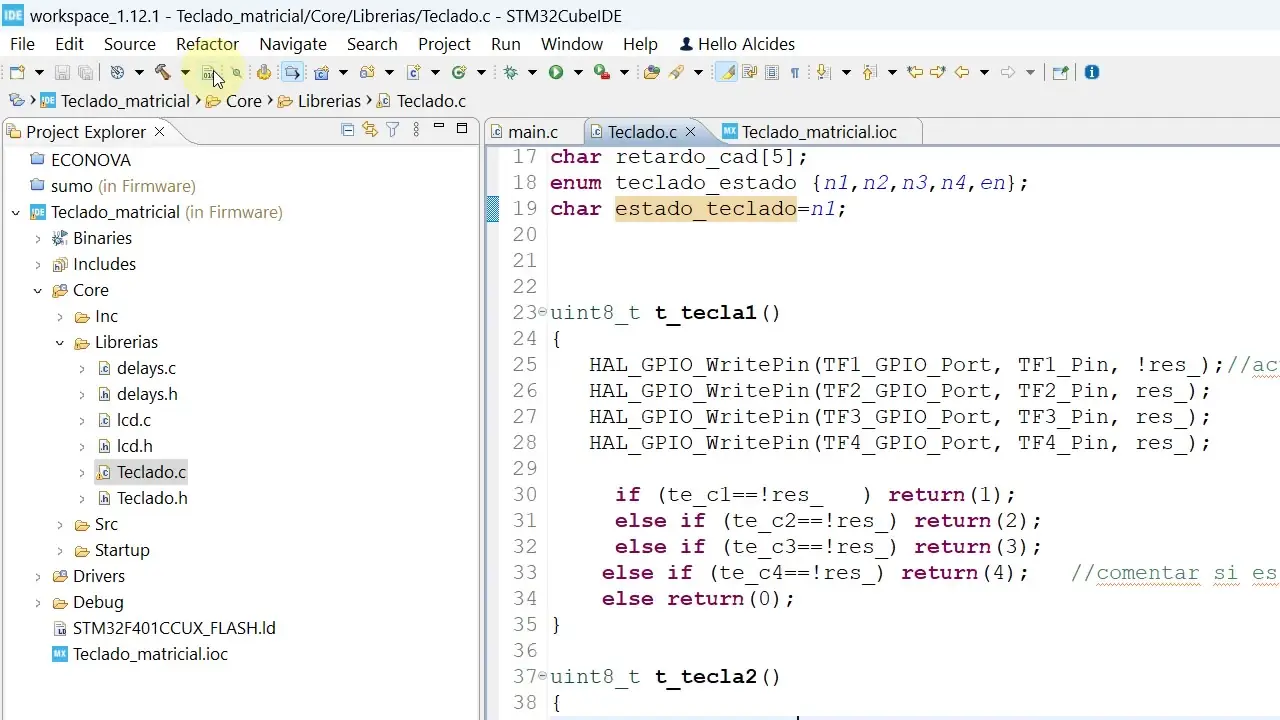 IDE workspace_1.12.1 - Teclado_matricial/Core/Librerias/Teclado.c - STM32CubeIDE
File Edit Source Refactor Navigate Search Project Run Window Help Hello Alcides
IDE Teclado_matricial Core Librerias Teclado.c
Project Explorer
main.c Teclado.c MX Teclado_matricial.ioc
ECONOVA
sumo (in Firmware)
IDE Teclado_matricial (in Firmware)
Binaries
Includes
Core
Inc
Librerias
delays.c
delays.h
lcd.c
lcd.h
Teclado.c
Teclado.h
Src
Startup
Drivers
Debug
STM32F401CCUX_FLASH.ld
MX Teclado_matricial.ioc
17 char retardo_cad[5];
18 enum teclado_estado {n1,n2,n3,n4,en};
19 char estado_teclado=n1;
20
21
22
23 uint8_t t_tecla1()
24 {
25 HAL_GPIO_WritePin(TF1_GPIO_Port, TF1_Pin, !res_);//ac
26 HAL_GPIO_WritePin(TF2_GPIO_Port, TF2_Pin, res_);
27 HAL_GPIO_WritePin(TF3_GPIO_Port, TF3_Pin, res_);
28 HAL_GPIO_WritePin(TF4_GPIO_Port, TF4_Pin, res_);
29
30 if (te_c1==!res_ ) return(1);
31 else if (te_c2==!res_) return(2);
32 else if (te_c3==!res_) return(3);
33 else if (te_c4==!res_) return(4); //comentar si es
34 else return(0);
35 }
36
37 uint8_t t_tecla2()
38 {